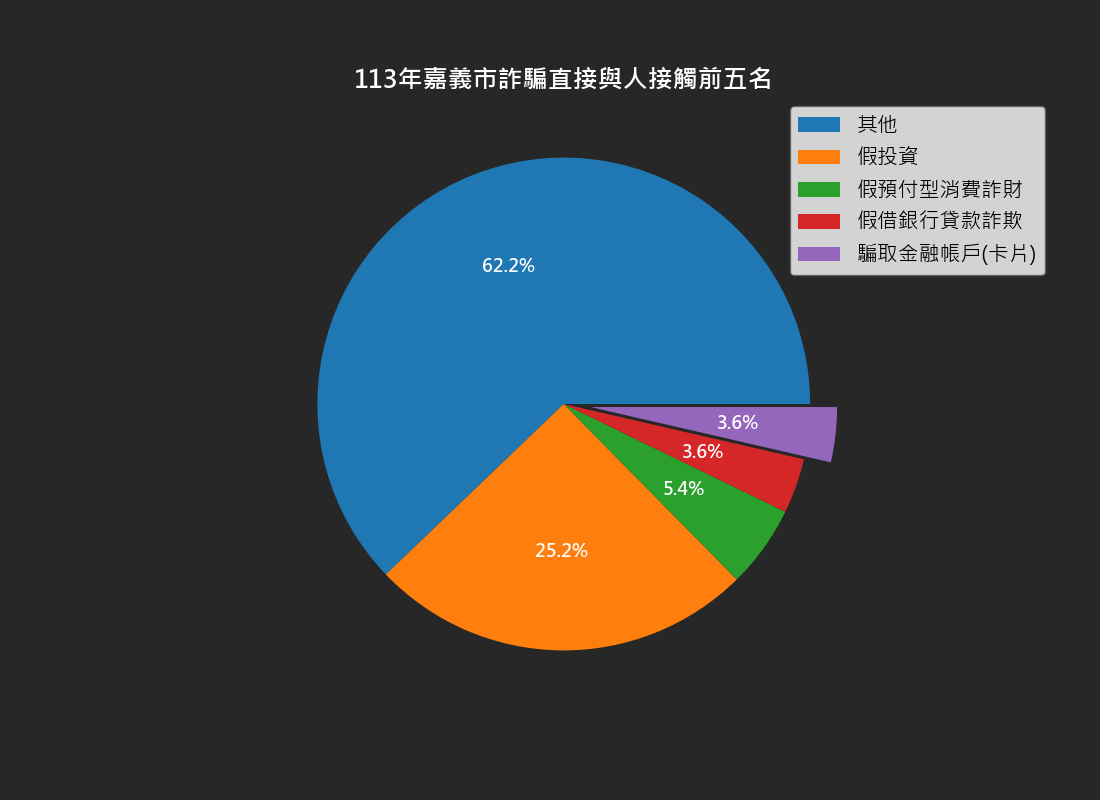 113年嘉義市詐騙直接與人接觸前五名
其他
假投資
假預付型消費詐財
假借銀行貸款詐欺
騙取金融帳戶(卡片)
62.2%
3.6%
3.6%
5.4%
25.2%